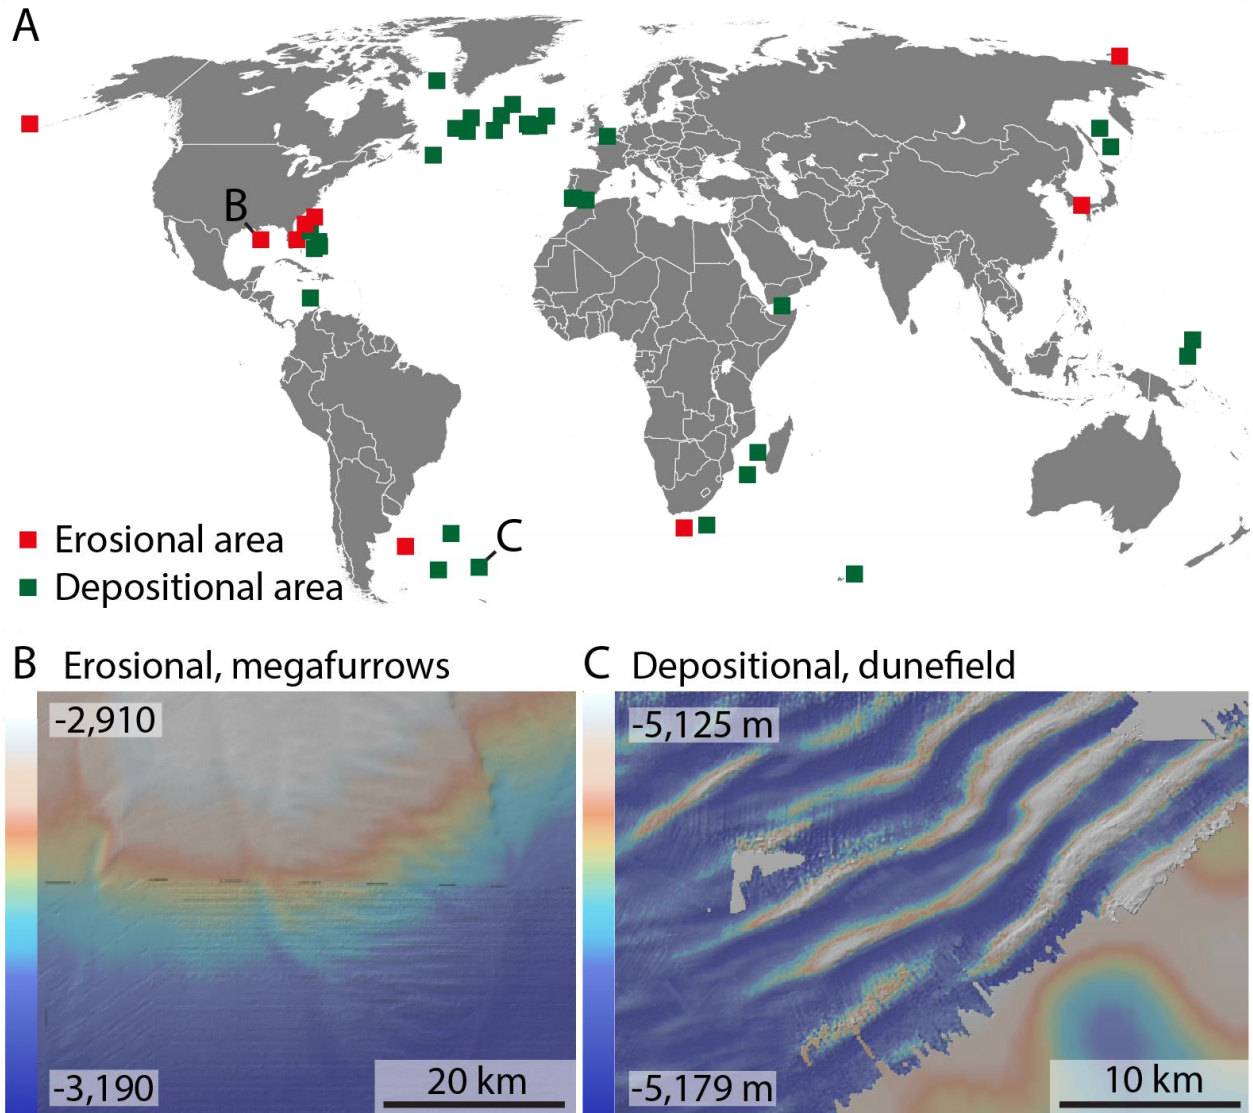 A
B
C
Erosional area
Depositional area
B Erosional, megafurrows
C Depositional, dunefield
-2,910
-5,125 m
-3,190
20 km
-5,179 m
10 km